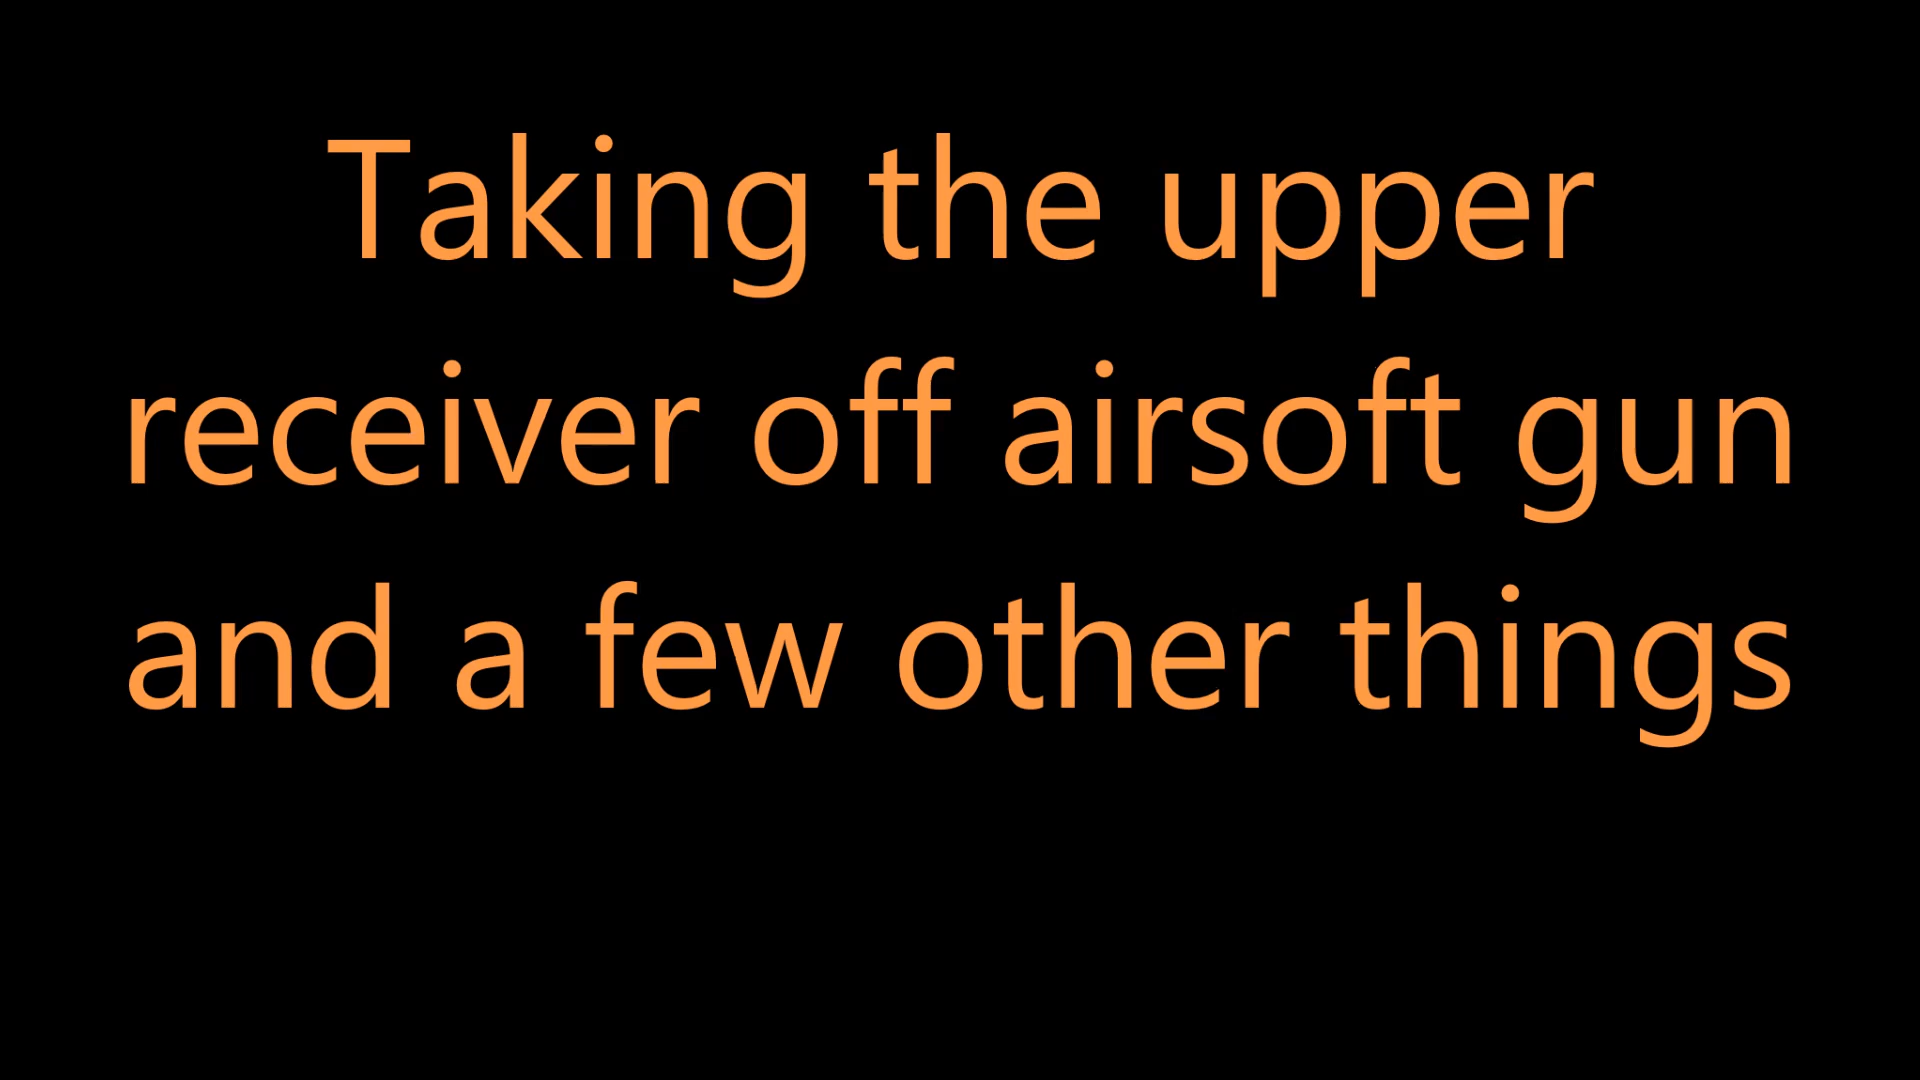 Taking the upper
receiver off airsoft gun
and a few other things